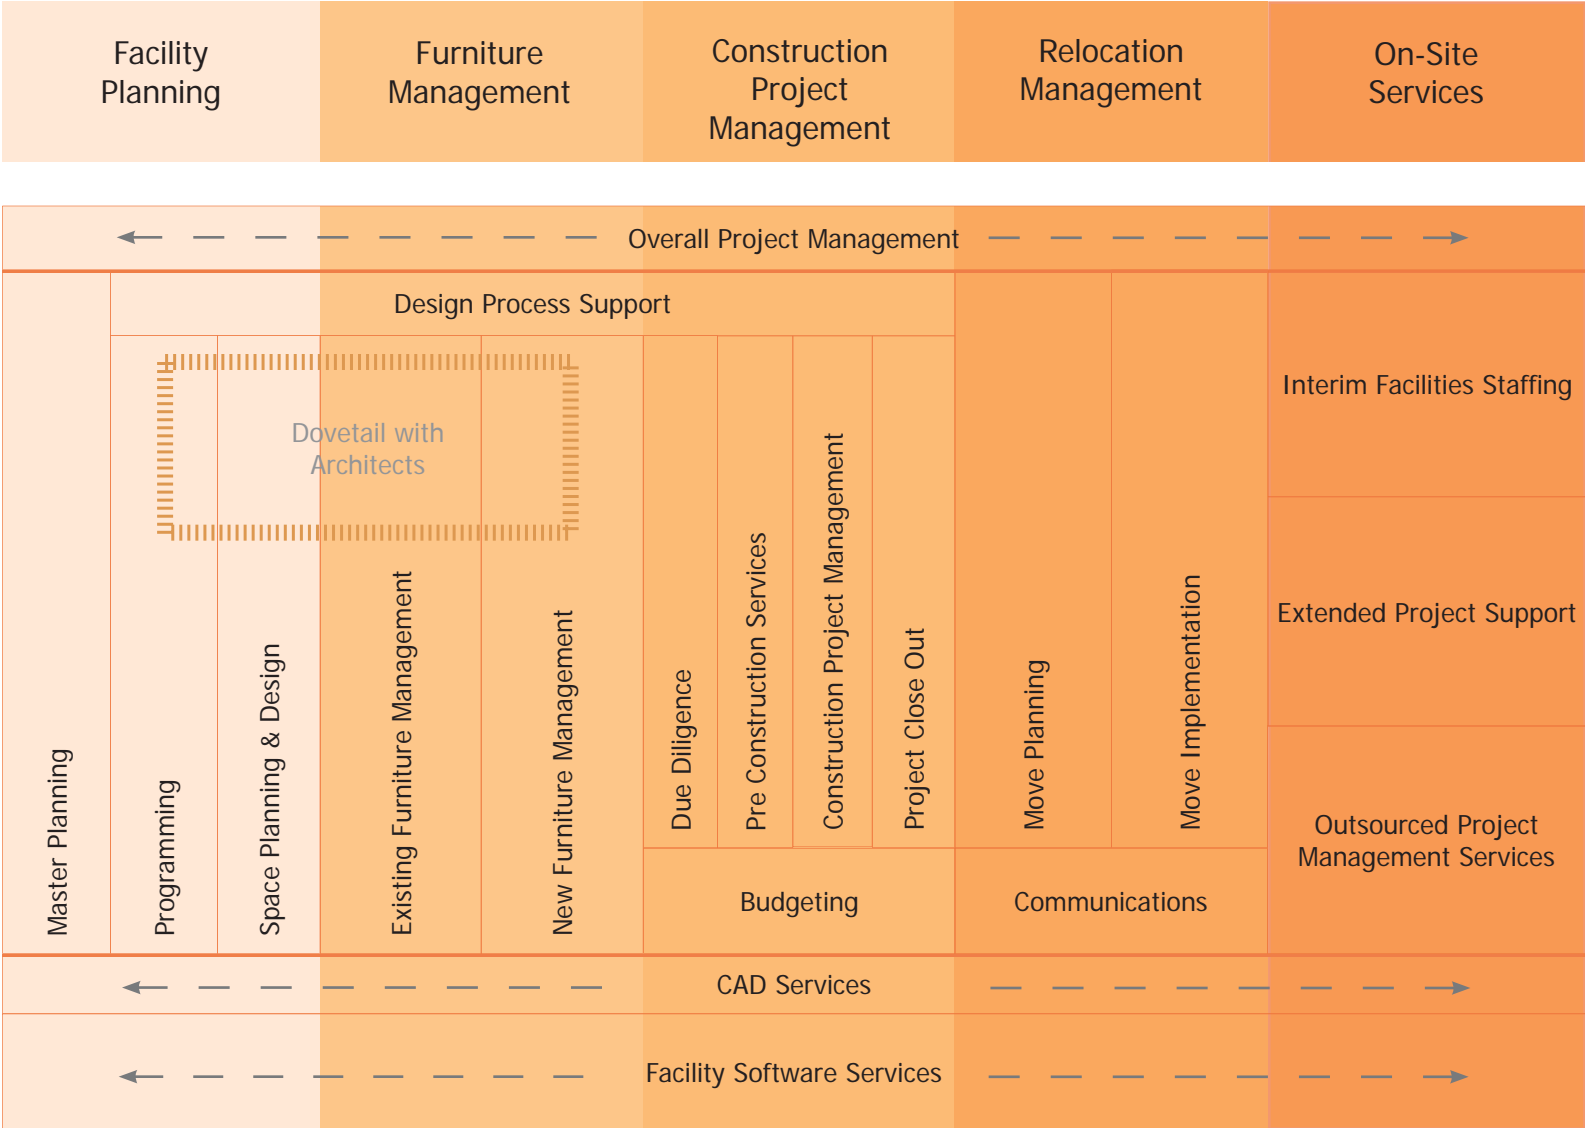 Facility
Planning
Furniture
Management
Construction
Project
Management
Relocation
Management
On-Site
Services
Overall Project Management
Design Process Support
Dovetail with
Architects
Master Planning
Programming
Space Planning & Design
Existing Furniture Management
New Furniture Management
Due Diligence
Pre Construction Services
Construction Project Management
Project Close Out
Budgeting
Move Planning
Move Implementation
Communications
Interim Facilities Staffing
Extended Project Support
Outsourced Project
Management Services
CAD Services
Facility Software Services